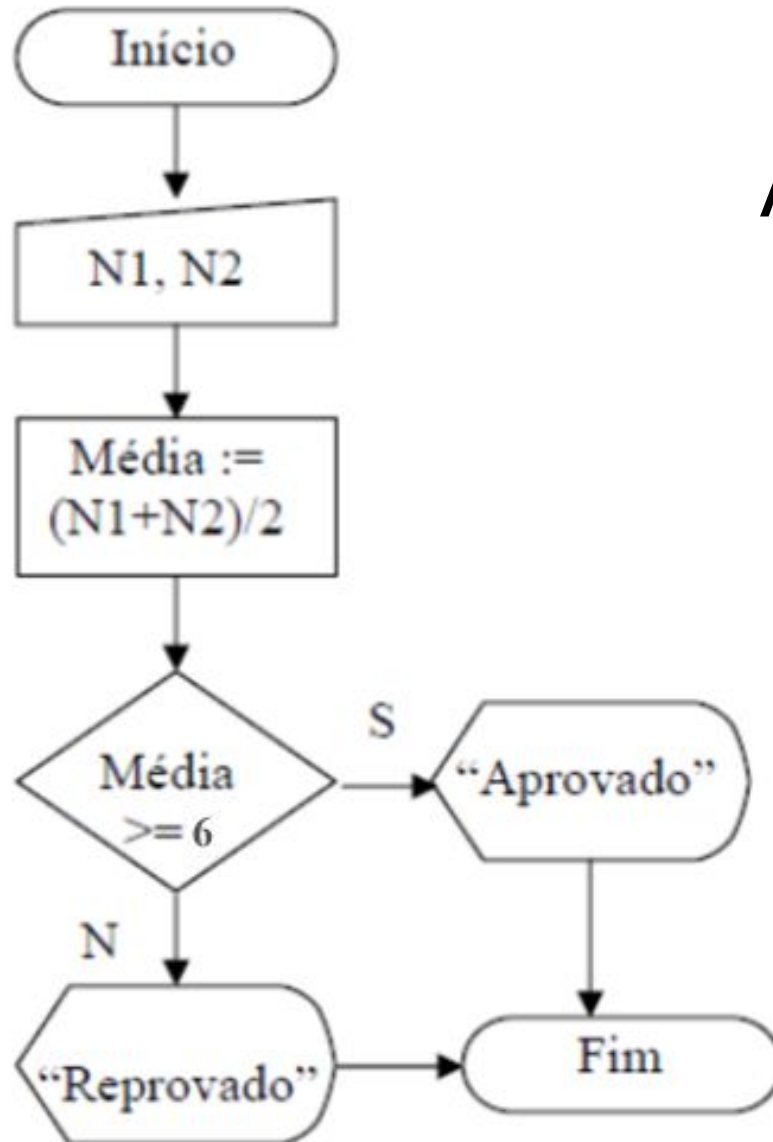 Início
N1, N2
Média :=
(N1+N2)/2
Média
>= 6
S
“Aprovado”
N
“Reprovado”
Fim